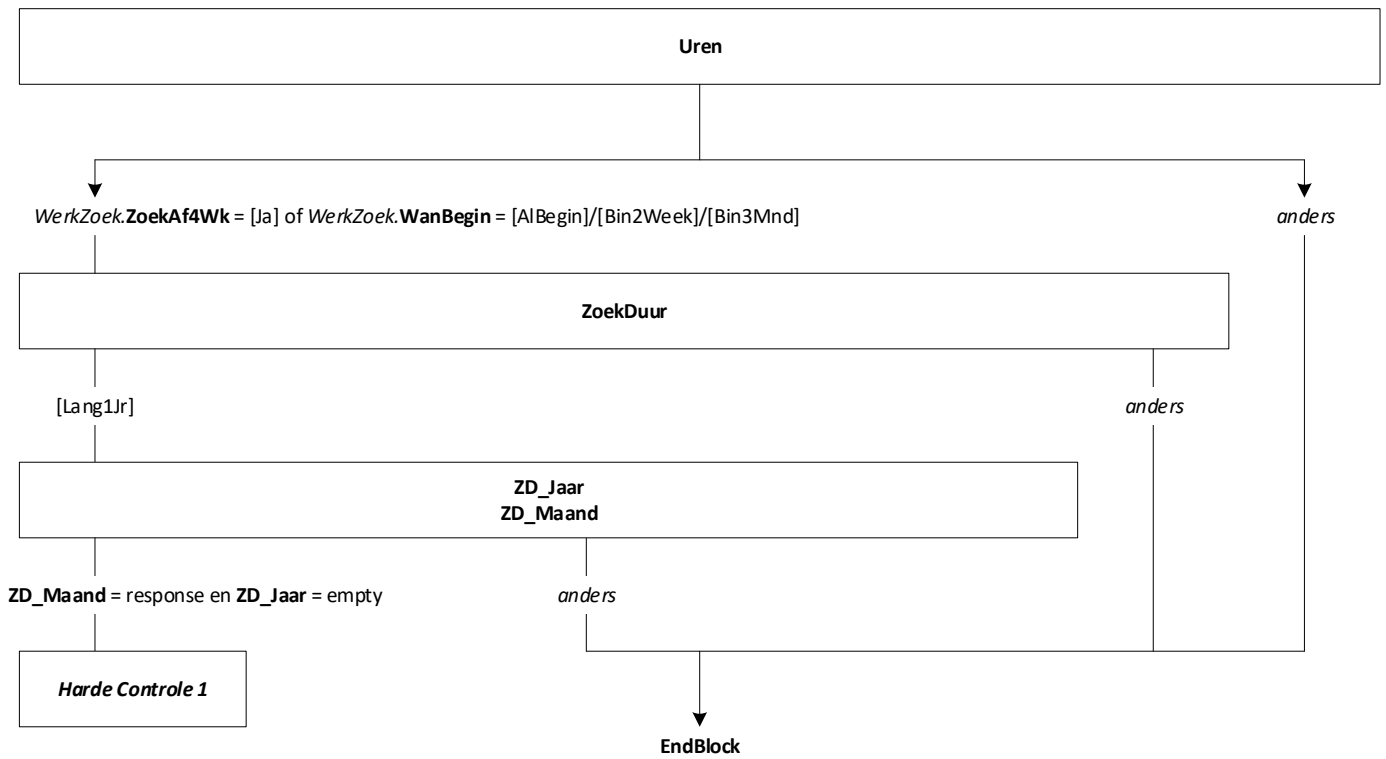 Uren
WerkZoek.ZoekAf4Wk = [Ja] of WerkZoek.WanBegin = [AlBegin]/[Bin2Week]/[Bin3Mnd]
anders
ZoekDuur
[Lang1Jr]
anders
ZD_Jaar
ZD_Maand
ZD_Maand = response en ZD_Jaar = empty
anders
Harde Controle 1
EndBlock